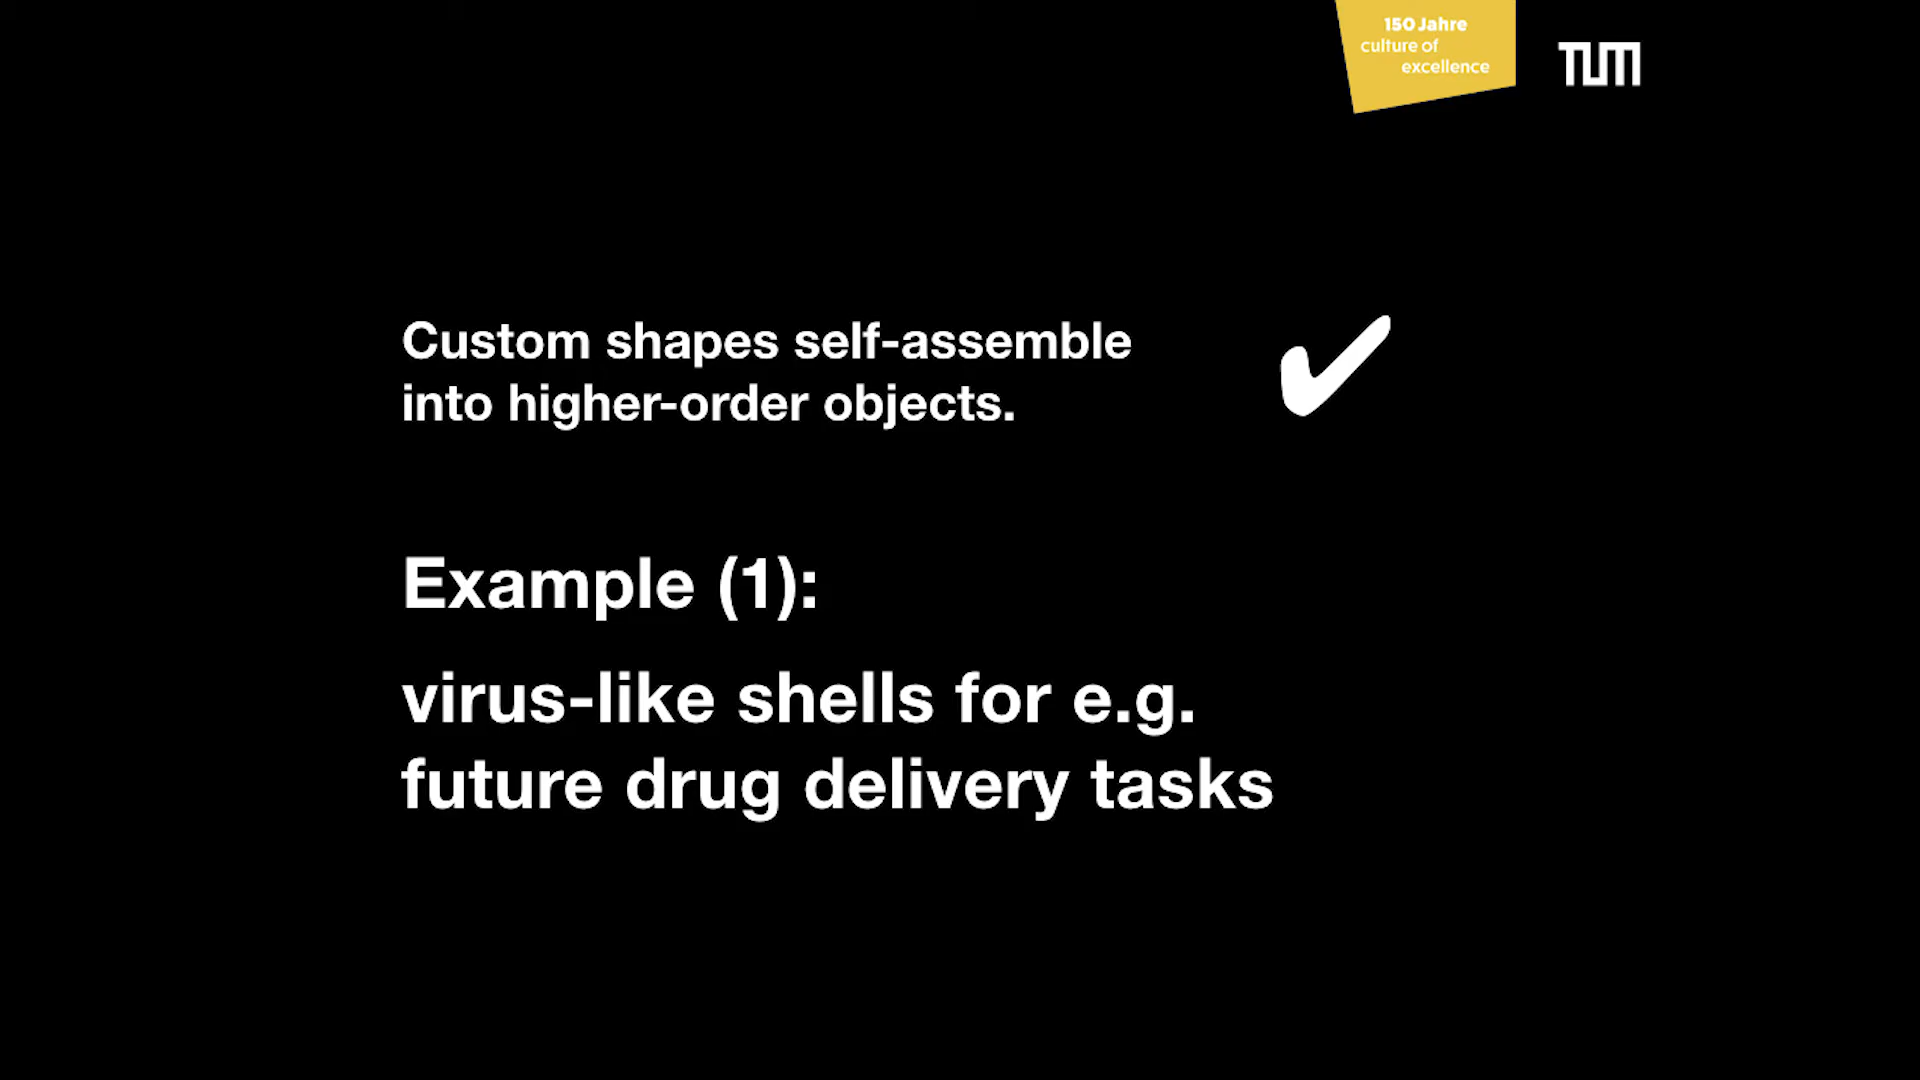 150 Jahre
culture of
excellence
TUM
Custom shapes self-assemble
into higher-order objects.
Example (1):
virus-like shells for e.g.
future drug delivery tasks